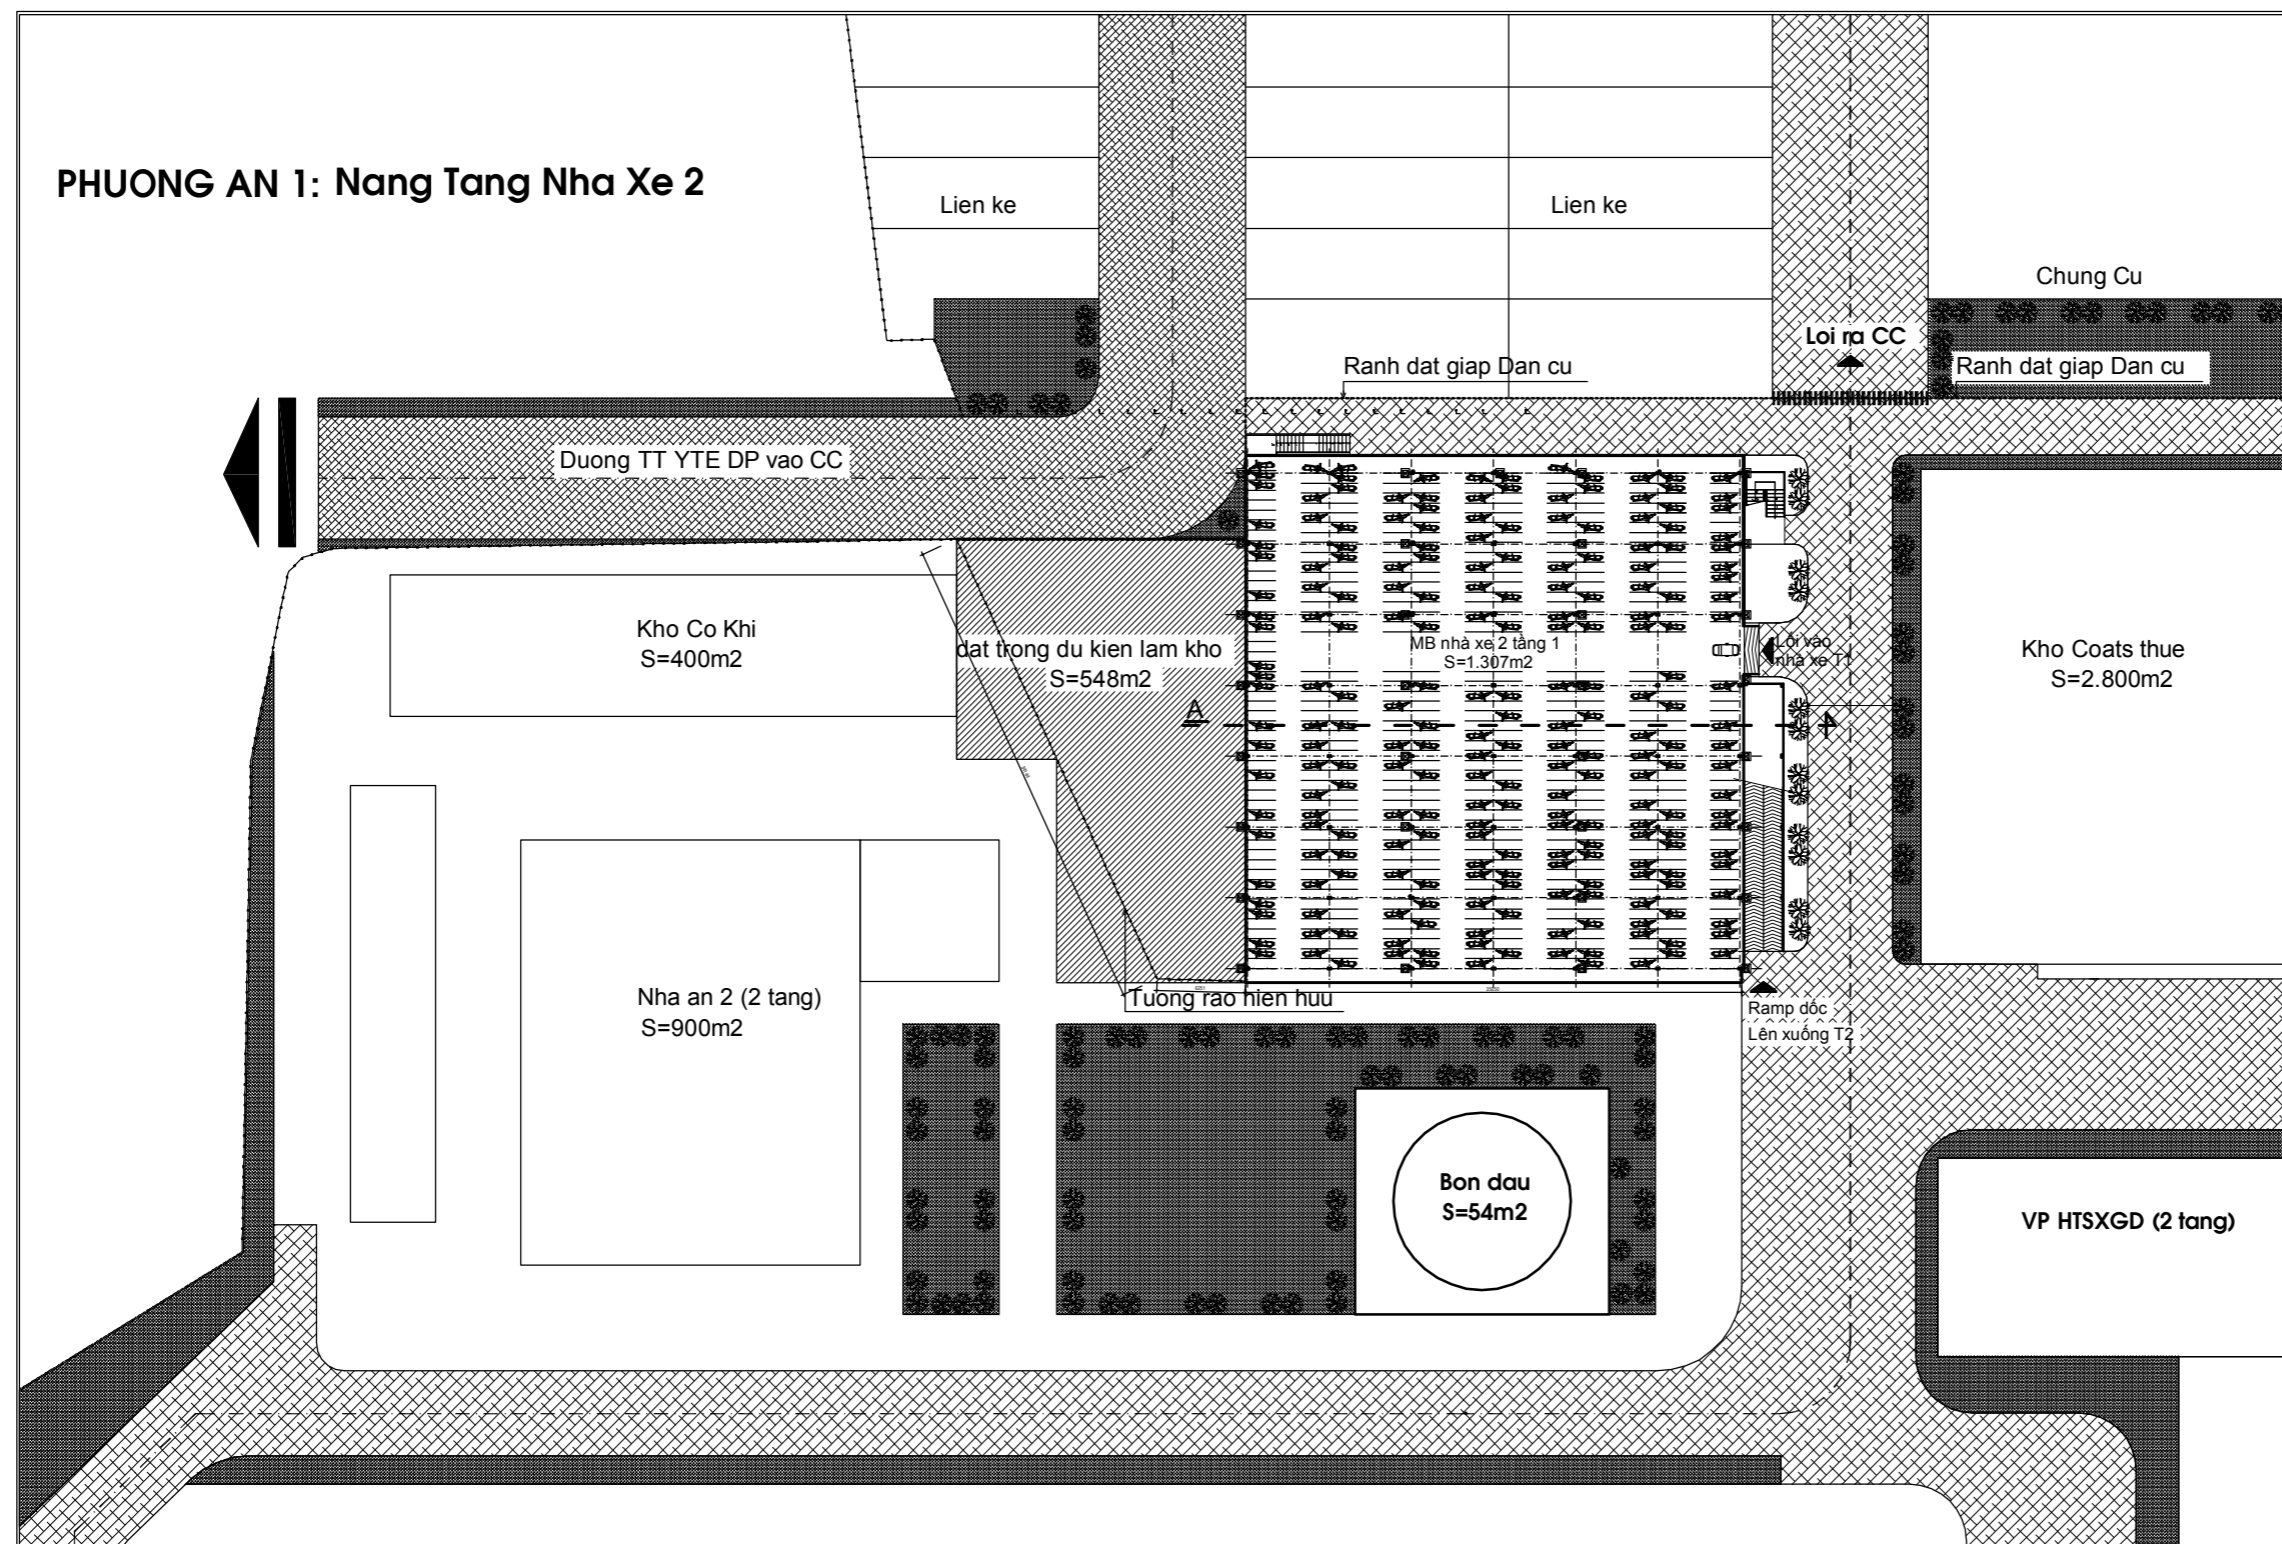 PHUONG AN 1: Nang Tang Nha Xe 2
Lien ke
Lien ke
Chung Cu
Loi ra CC
Ranh dat giap Dan cu
Ranh dat giap Dan cu
Duong TT YTE DP vao CC
Kho Co Khi
S=400m2
dat trong du kien lam kho
S=548m2
MB nhà xe 2 tầng 1
S=1.307m2
Lối vào
nhà xe T1
Kho Coats thue
S=2.800m2
A
A
Nha an 2 (2 tang)
S=900m2
Tuong rao hien huu
Ramp dốc
Lên xuống T2
Bon dau
S=54m2
VP HTSXGD (2 tang)